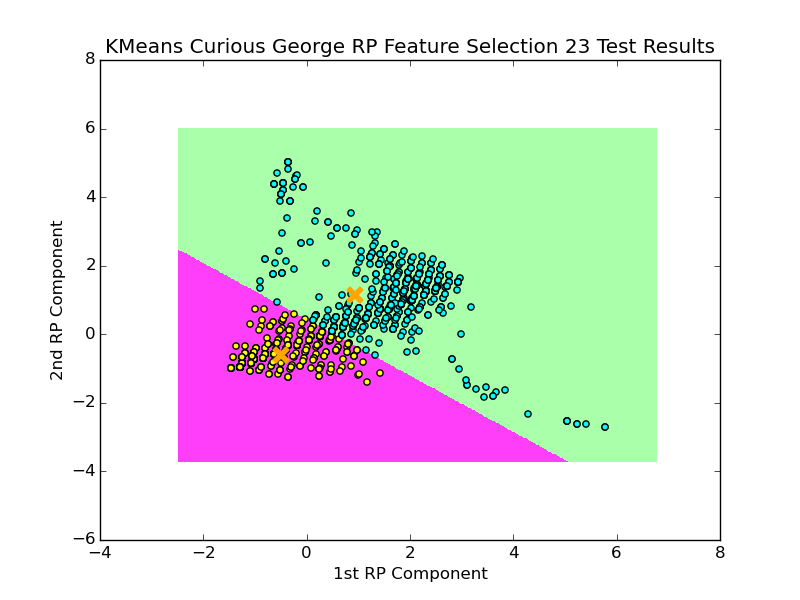 KMeans Curious George RP Feature Selection 23 Test Results
8
6
4
2
0
−2
−4
−6
2nd RP Component
−4 −2 0 2 4 6 8
1st RP Component